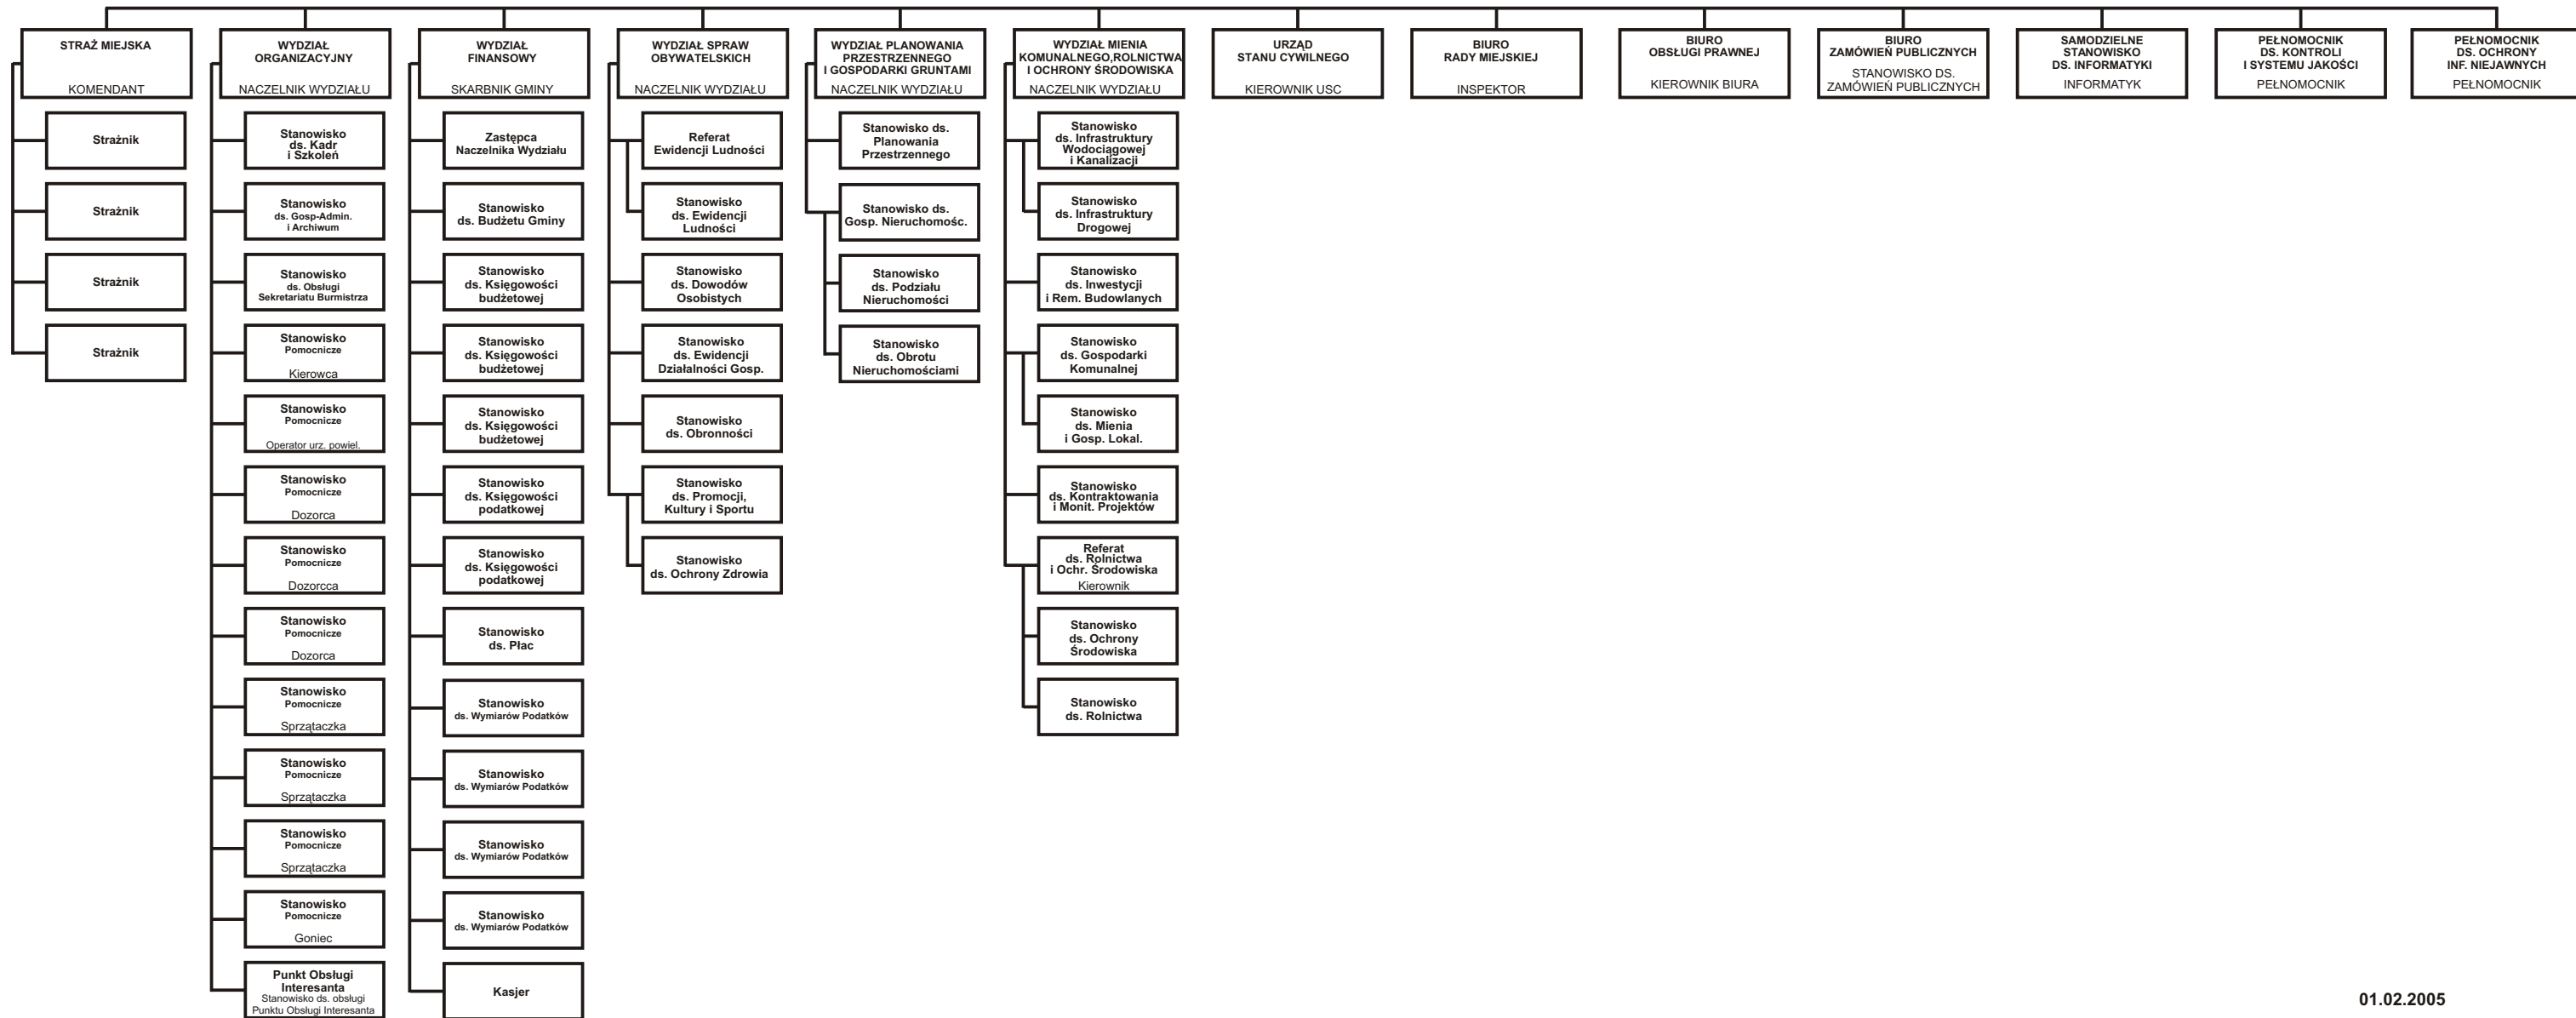 STRAŻ MIEJSKA
KOMENDANT
Strażnik
Strażnik
Strażnik
Strażnik
WYDZIAŁ
ORGANIZACYJNY
NACZELNIK WYDZIAŁU
Stanowisko
ds. Kadr
i Szkoleń
Stanowisko
ds. Gosp-Admin.
i Archiwum
Stanowisko
ds. Obsługi
Sekretariatu Burmistrza
Stanowisko
Pomocnicze
Kierowca
Stanowisko
Pomocnicze
Operator urz. powiel.
Stanowisko
Pomocnicze
Dozorca
Stanowisko
Pomocnicze
Dozorcca
Stanowisko
Pomocnicze
Dozorca
Stanowisko
Pomocnicze
Sprzątaczka
Stanowisko
Pomocnicze
Sprzątaczka
Stanowisko
Pomocnicze
Sprzątaczka
Stanowisko
Pomocnicze
Goniec
Punkt Obsługi
Interesanta
Stanowisko ds. obsługi
Punktu Obsługi Interesanta
WYDZIAŁ
FINANSOWY
SKARBNIK GMINY
Zastępca
Naczelnika Wydziału
Stanowisko
ds. Budżetu Gminy
Stanowisko
ds. Księgowości
budżetowej
Stanowisko
ds. Księgowości
budżetowej
Stanowisko
ds. Księgowości
budżetowej
Stanowisko
ds. Księgowości
podatkowej
Stanowisko
ds. Księgowości
podatkowej
Stanowisko
ds. Płac
Stanowisko
ds. Wymiarów Podatków
Stanowisko
ds. Wymiarów Podatków
Stanowisko
ds. Wymiarów Podatków
Stanowisko
ds. Wymiarów Podatków
Kasjer
WYDZIAŁ SPRAW
OBYWATELSKICH
NACZELNIK WYDZIAŁU
Referat
Ewidencji Ludności
Stanowisko
ds. Ewidencji
Ludności
Stanowisko
ds. Dowodów
Osobistych
Stanowisko
ds. Ewidencji
Działalności Gosp.
Stanowisko
ds. Obronności
Stanowisko
ds. Promocji,
Kultury i Sportu
Stanowisko
ds. Ochrony Zdrowia
WYDZIAŁ PLANOWANIA
PRZESTRZENNEGO
I GOSPODARKI GRUNTAMI
NACZELNIK WYDZIAŁU
Stanowisko ds.
Planowania
Przestrzennego
Stanowisko ds.
Gosp. Nieruchomośc.
Stanowisko
ds. Podziału
Nieruchomości
Stanowisko
ds. Obrotu
Nieruchomościami
WYDZIAŁ MIENIA
KOMUNALNEGO,ROLNICTWA
I OCHRONY ŚRODOWISKA
NACZELNIK WYDZIAŁU
Stanowisko
ds. Infrastruktury
Wodociągowej
i Kanalizacji
Stanowisko
ds. Infrastruktury
Drogowej
Stanowisko
ds. Inwestycji
i Rem. Budowlanych
Stanowisko
ds. Gospodarki
Komunalnej
Stanowisko
ds. Mienia
i Gosp. Lokal.
Stanowisko
ds. Kontraktowania
i Monit. Projektów
Referat
ds. Rolnictwa
i Ochr. Środowiska
Kierownik
Stanowisko
ds. Ochrony
Środowiska
Stanowisko
ds. Rolnictwa
URZĄD
STANU CYWILNEGO
KIEROWNIK USC
BIURO
RADY MIEJSKIEJ
INSPEKTOR
BIURO
OBSŁUGI PRAWNEJ
KIEROWNIK BIURA
BIURO
ZAMÓWIEŃ PUBLICZNYCH
STANOWISKO DS.
ZAMÓWIEŃ PUBLICZNYCH
SAMODZIELNE
STANOWISKO
DS. INFORMATYKI
INFORMATYK
PEŁNOMOCNIK
DS. KONTROLI
I SYSTEMU JAKOŚCI
PEŁNOMOCNIK
PEŁNOMOCNIK
DS. OCHRONY
INF. NIEJAWNYCH
PEŁNOMOCNIK
01.02.2005